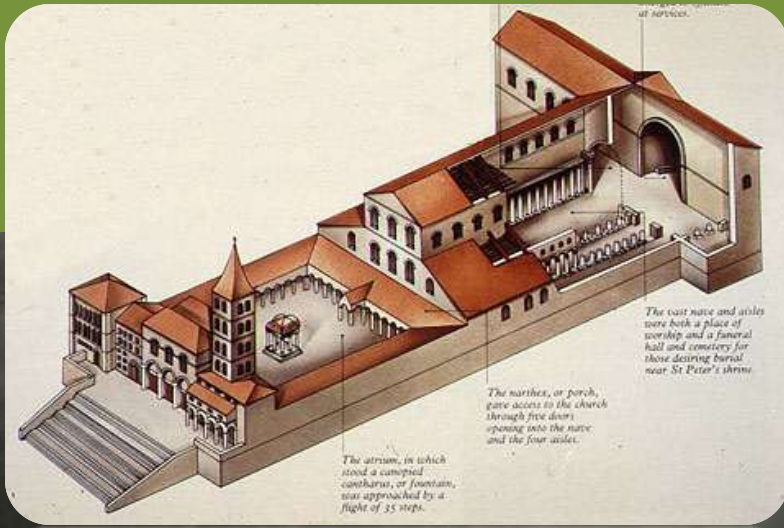 at services.
The vast nave and aisles
were both a place of
worship and a funeral
hall and cemetery for
those desiring burial
near St Peter's shrine.
The narthex, or porch,
gave access to the church
through five doors
opening into the nave
and the four aisles.
The atrium, in which
stood a canopied
cantharus, or fountain,
was approached by a
flight of 35 steps.